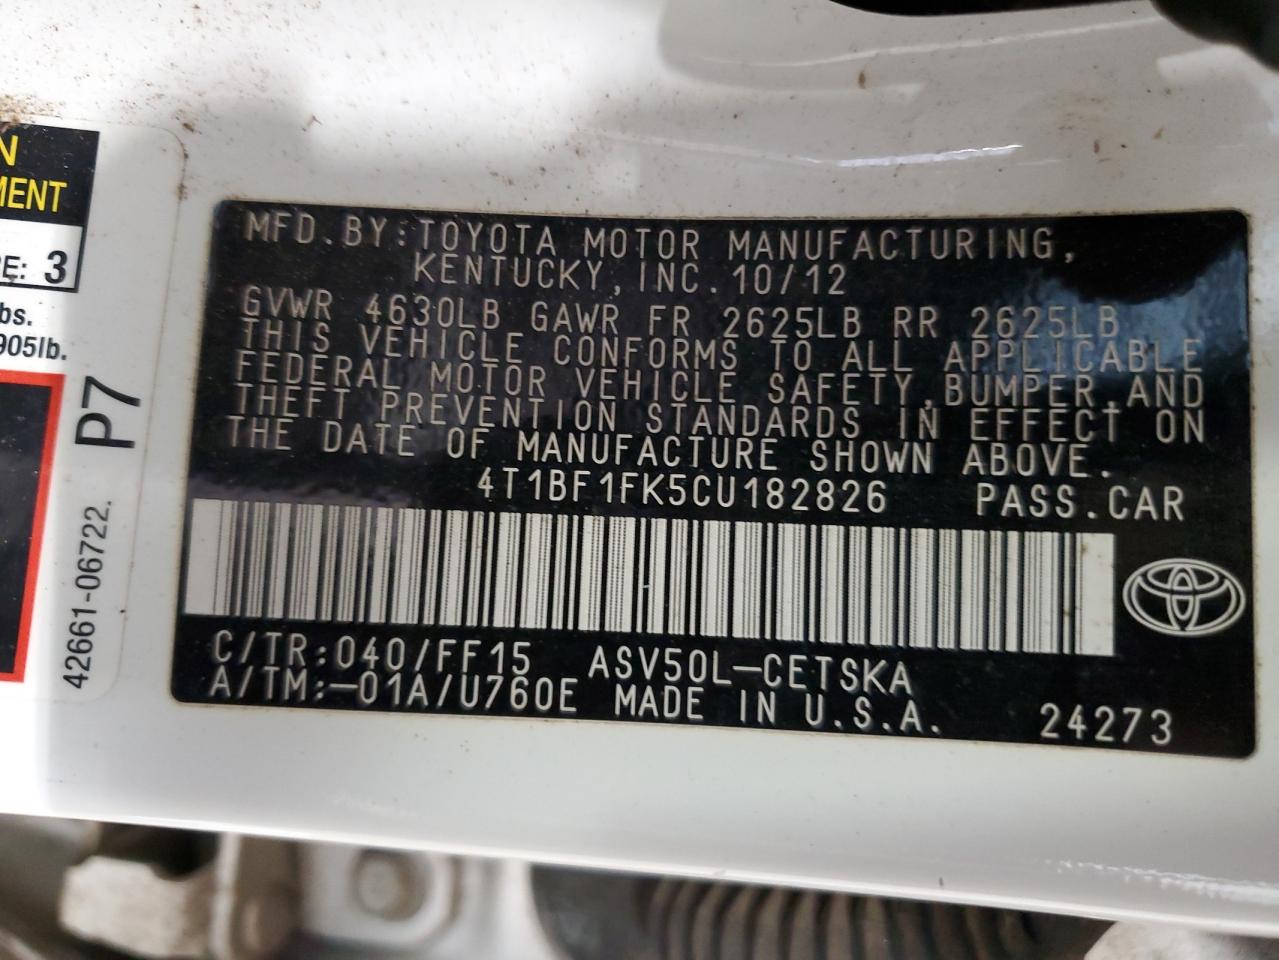 N
MENT
RE: 3
bs.
905lb.
P7
42661-06722.
MFD.BY:TOYOTA MOTOR MANUFACTURING,
KENTUCKY,INC.10/12
GVWR 4630LB GAWR FR 2625LB RR 2625LB
THIS VEHICLE CONFORMS TO ALL APPLICABLE
FEDERAL MOTOR VEHICLE SAFETY,BUMPER,AND
THEFT PREVENTION STANDARDS IN EFFECT ON
THE DATE OF MANUFACTURE SHOWN ABOVE.
4T1BF1FK5CU182826 PASS.CAR
C/TR:040/FF15 ASV50L-CETSKA
A/TM:-01A/U760E MADE IN U.S.A. 24273